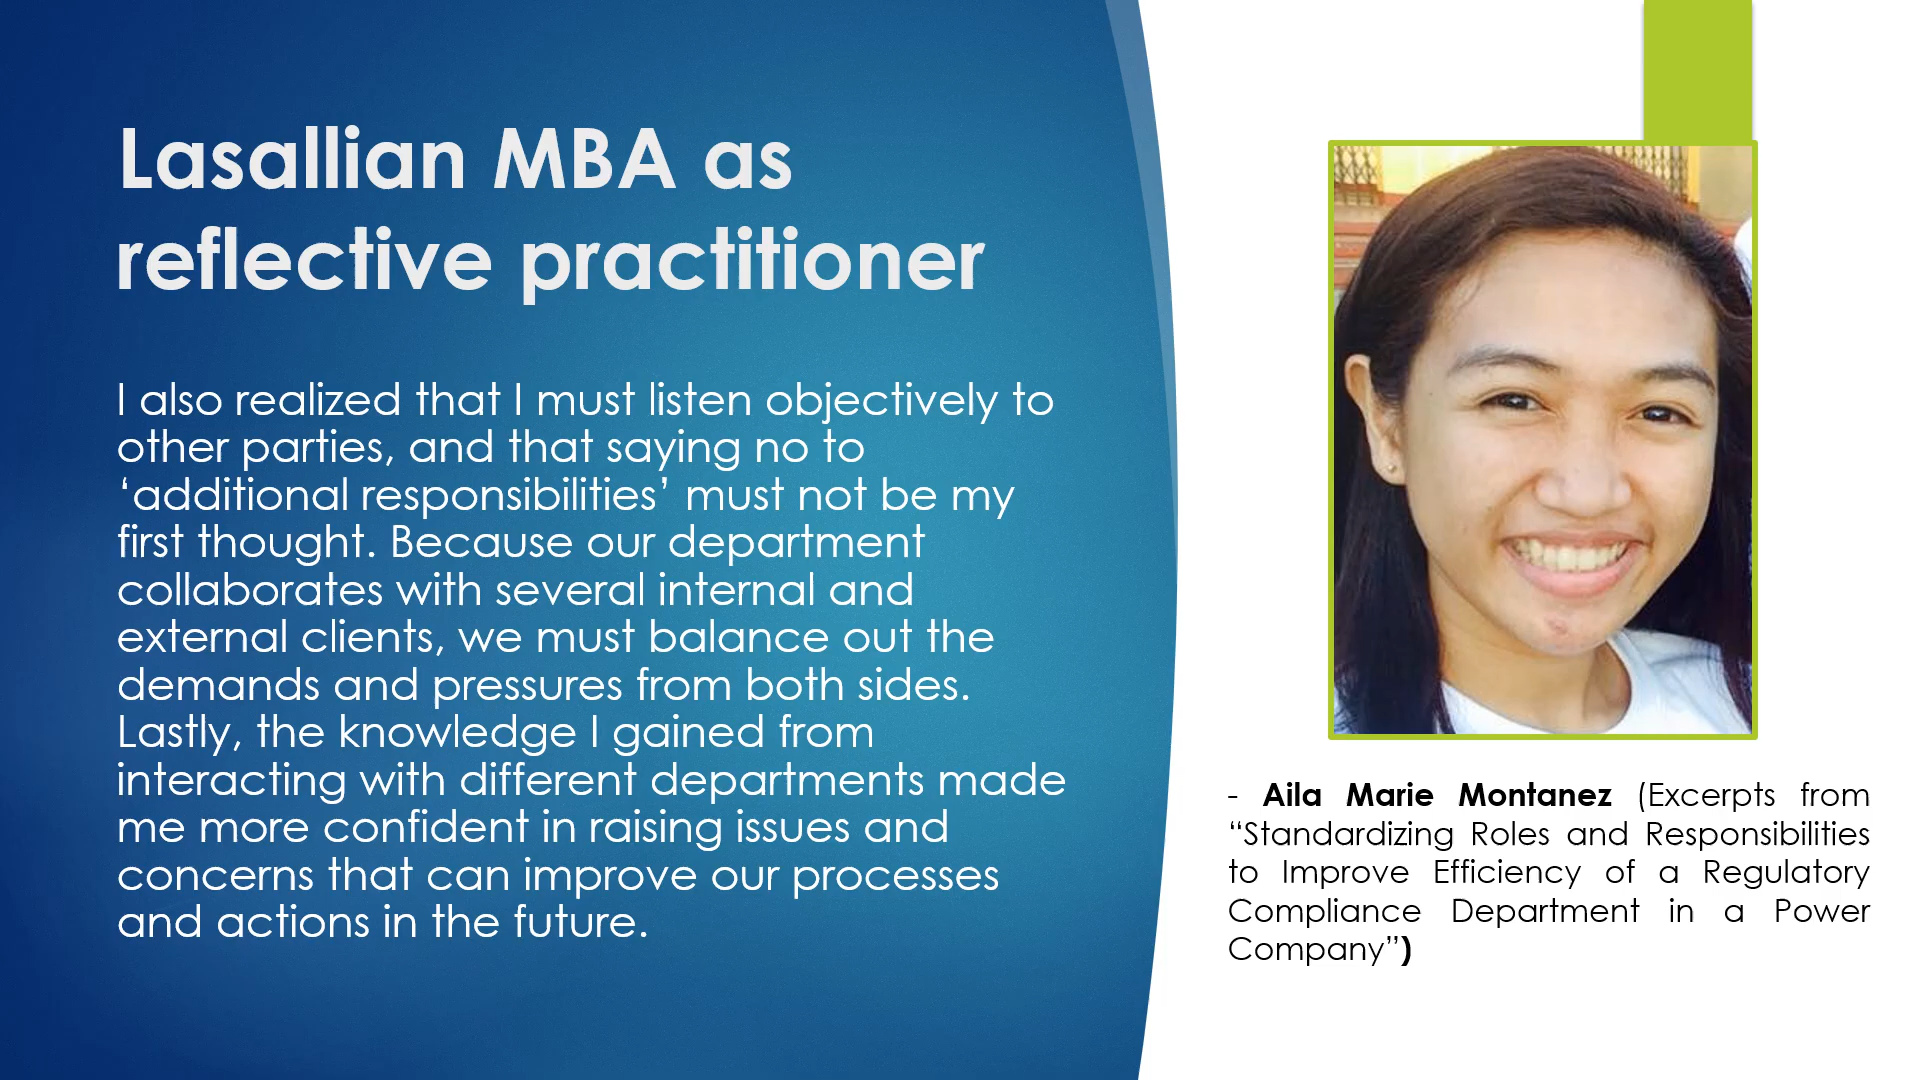 Lasallian MBA as
reflective practitioner
I also realized that I must listen objectively to
other parties, and that saying no to
‘additional responsibilities’ must not be my
first thought. Because our department
collaborates with several internal and
external clients, we must balance out the
demands and pressures from both sides.
Lastly, the knowledge I gained from
interacting with different departments made
me more confident in raising issues and
concerns that can improve our processes
and actions in the future.
- Aila Marie Montanez (Excerpts from
“Standardizing Roles and Responsibilities
to Improve Efficiency of a Regulatory
Compliance Department in a Power
Company”)